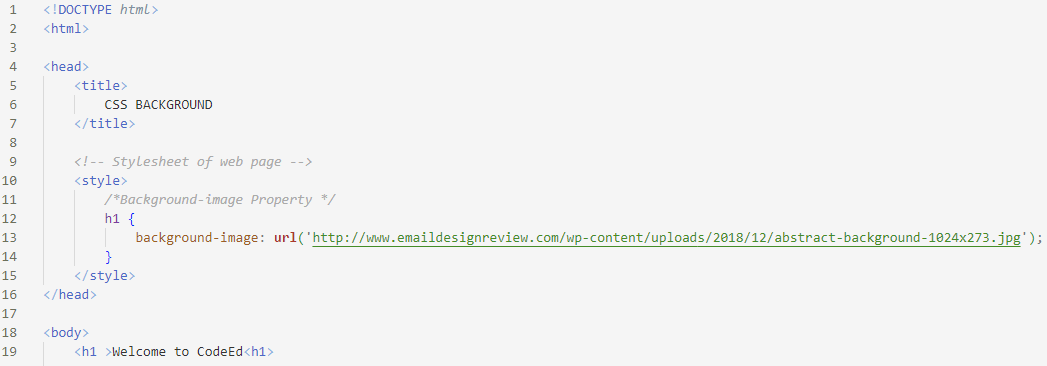 1 <!DOCTYPE html>
2 <html>
3
4 <head>
5 <title>
6 CSS BACKGROUND
7 </title>
8
9 <!-- Stylesheet of web page -->
10 <style>
11 /*Background-image Property */
12 h1 {
13 background-image: url('http://www.emaildesignreview.com/wp-content/uploads/2018/12/abstract-background-1024x273.jpg');
14 }
15 </style>
16 </head>
17
18 <body>
19 <h1 >Welcome to CodeEd<h1>